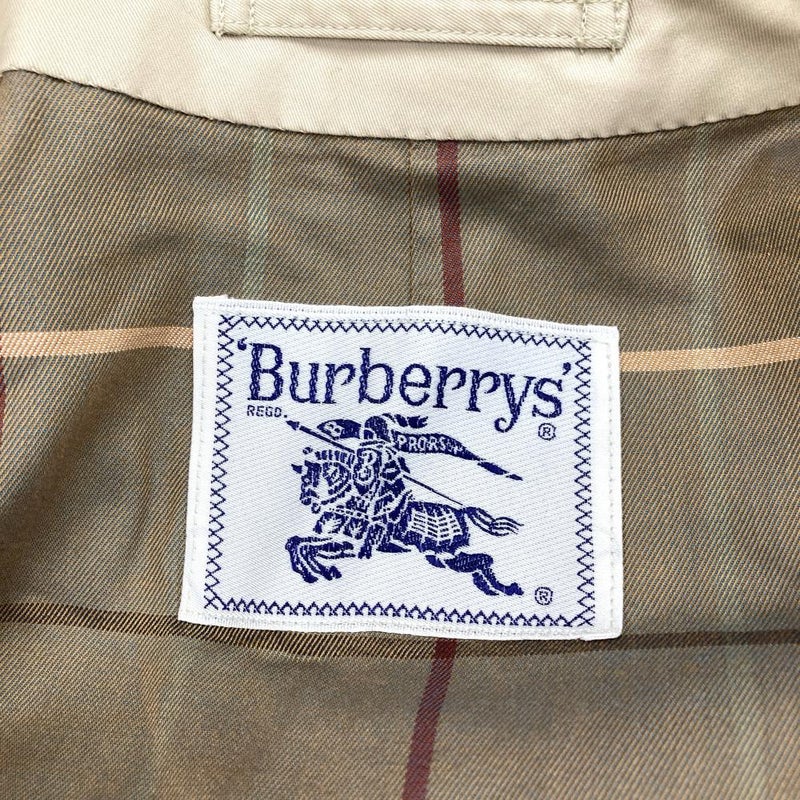 'Burberrys'
REGD. ®
PRORSUM
B
®